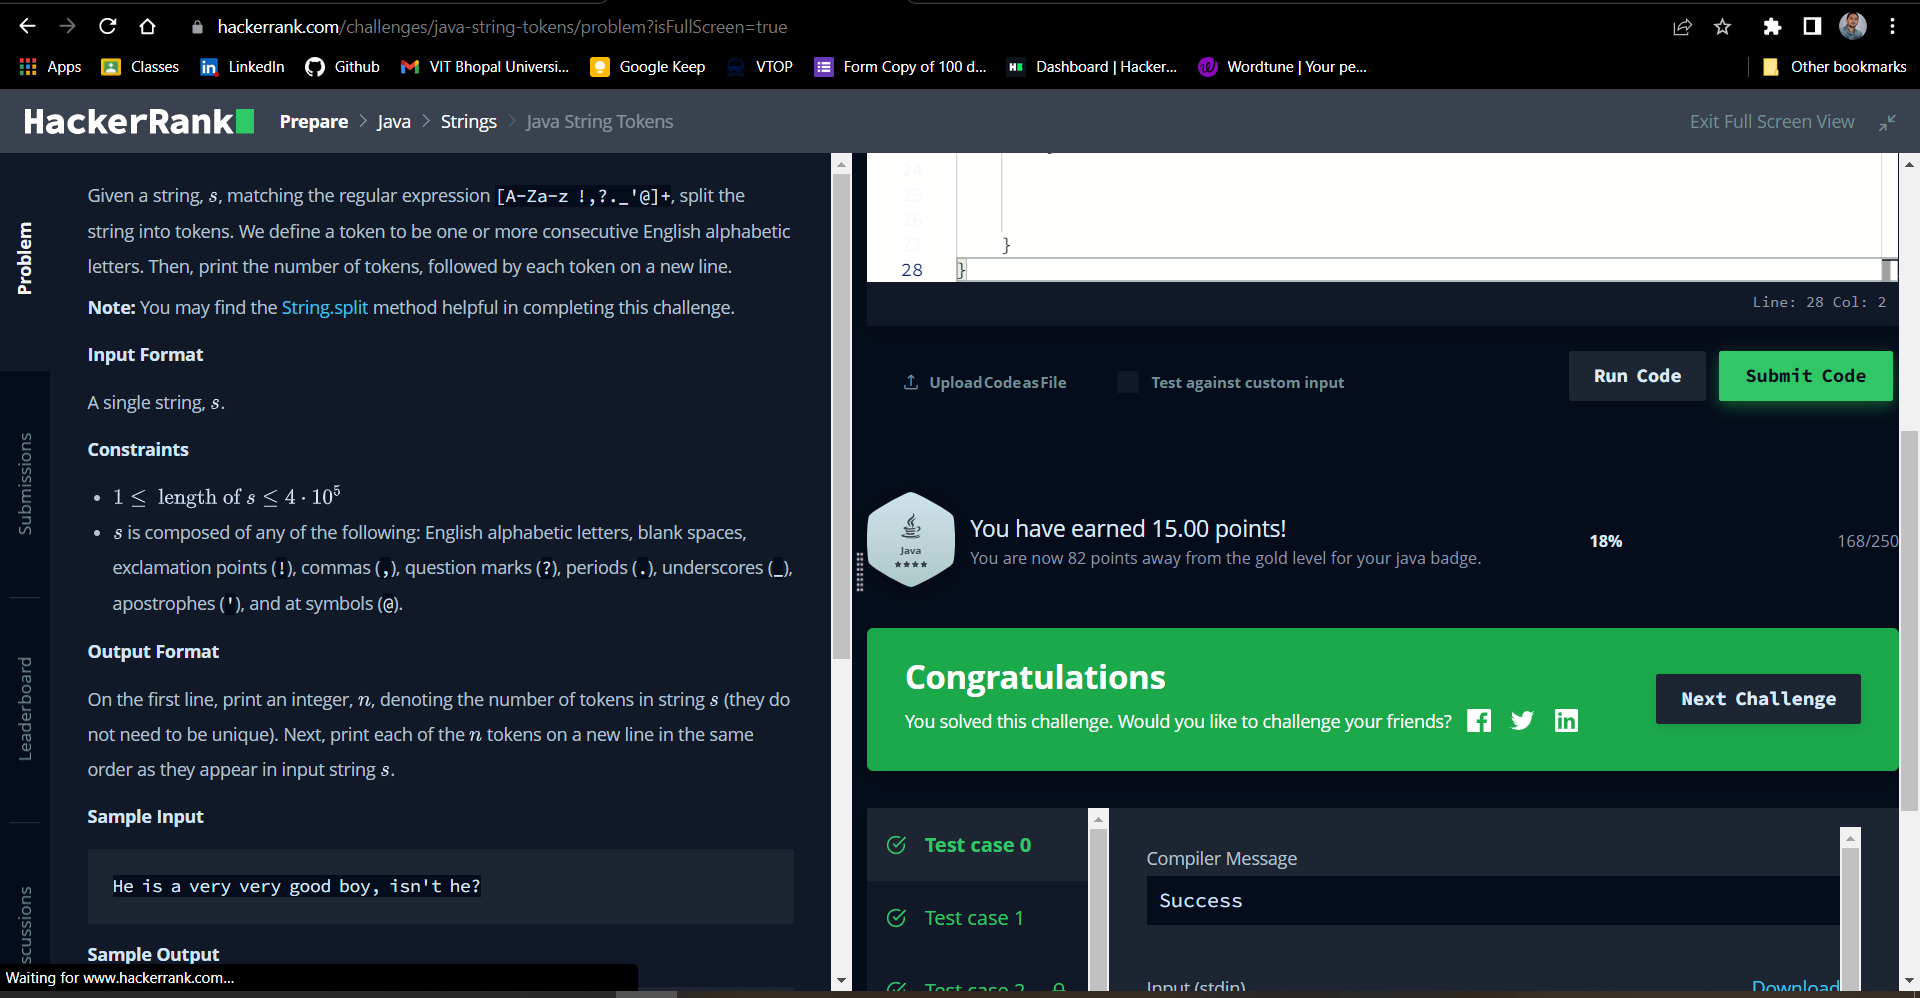 hackerrank.com/challenges/java-string-tokens/problem?isFullScreen=true
Apps Classes LinkedIn Github VIT Bhopal Universi... Google Keep VTOP Form Copy of 100 d... Dashboard | Hacker... Wordtune | Your pe... Other bookmarks
HackerRank Prepare > Java > Strings > Java String Tokens Exit Full Screen View
Problem
Submissions
Leaderboard
Given a string, s, matching the regular expression [A-Za-z !,?._'@]+, split the
string into tokens. We define a token to be one or more consecutive English alphabetic
letters. Then, print the number of tokens, followed by each token on a new line.
Note: You may find the String.split method helpful in completing this challenge.
Input Format
A single string, s.
Constraints
• 1 ≤ length of s ≤ 4 · 10⁵
• s is composed of any of the following: English alphabetic letters, blank spaces,
exclamation points (!), commas (,), question marks (?), periods (.), underscores (_),
apostrophes ('), and at symbols (@).
Output Format
On the first line, print an integer, n, denoting the number of tokens in string s (they do
not need to be unique). Next, print each of the n tokens on a new line in the same
order as they appear in input string s.
Sample Input
He is a very very good boy, isn't he?
Sample Output
Waiting for www.hackerrank.com...
24
25
26
27 }
28 }
Line: 28 Col: 2
Upload Code as File Test against custom input Run Code Submit Code
Java
You have earned 15.00 points!
You are now 82 points away from the gold level for your java badge.
18% 168/250
Congratulations
You solved this challenge. Would you like to challenge your friends?
Next Challenge
Test case 0
Test case 1
Test case 2
Compiler Message
Success
Input (stdin) Download